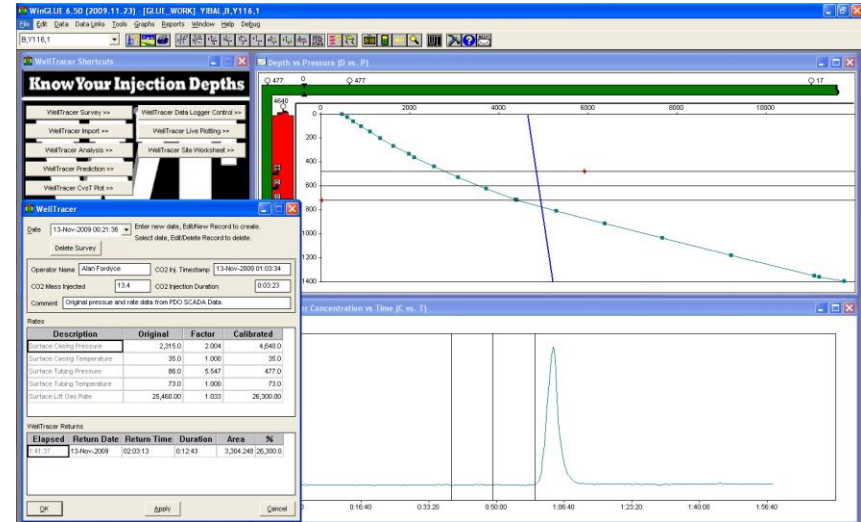 WinGLUE 6.50 (2009.11.23) - [GLUE_WORK] YIBAL,B,Y116,1
File Edit Data Data Links Tools Graphs Reports Window Help Debug
B,Y116,1
WellTracer Shortcuts
Know Your Injection Depths
WellTracer Survey >> WellTracer Data Logger Control >>
WellTracer Import >> WellTracer Live Plotting >>
WellTracer Analysis >> WellTracer Site Worksheet >>
WellTracer Prediction >>
WellTracer CvsT Plot >>
Depth vs Pressure (D vs. P)
477 0 477 17
4640
0 2000 4000 6000 8000 10000
0
200
400
600
800
1000
1200
1400
WellTracer
Date 13-Nov-2009 00:21:36 Enter new date, Edit/New Record to create.
Select date, Edit/Delete Record to delete.
Delete Survey
Operator Name Alan Fordyce CO2 Inj. Timestamp 13-Nov-2009 01:03:34
CO2 Mass Injected 13.4 CO2 Injection Duration 0:03:23
Comment Original pressue and rate data from PDO SCADA Data.
Rates
Description Original Factor Calibrated
Surface Casing Pressure 2,315.0 2.004 4,640.0
Surface Casing Temperature 35.0 1.000 35.0
Surface Tubing Pressure 86.0 5.547 477.0
Surface Tubing Temperature 73.0 1.000 73.0
Surface Lift Gas Rate 25,460.00 1.033 26,300.00
WellTracer Returns
Elapsed Return Date Return Time Duration Area %
1:41:37 13-Nov-2009 02:03:13 0:12:43 3,304.248 26,300.0
OK Apply Cancel
Concentration vs Time (C vs. T)
0:16:40 0:33:20 0:50:00 1:06:40 1:23:20 1:40:00 1:56:40